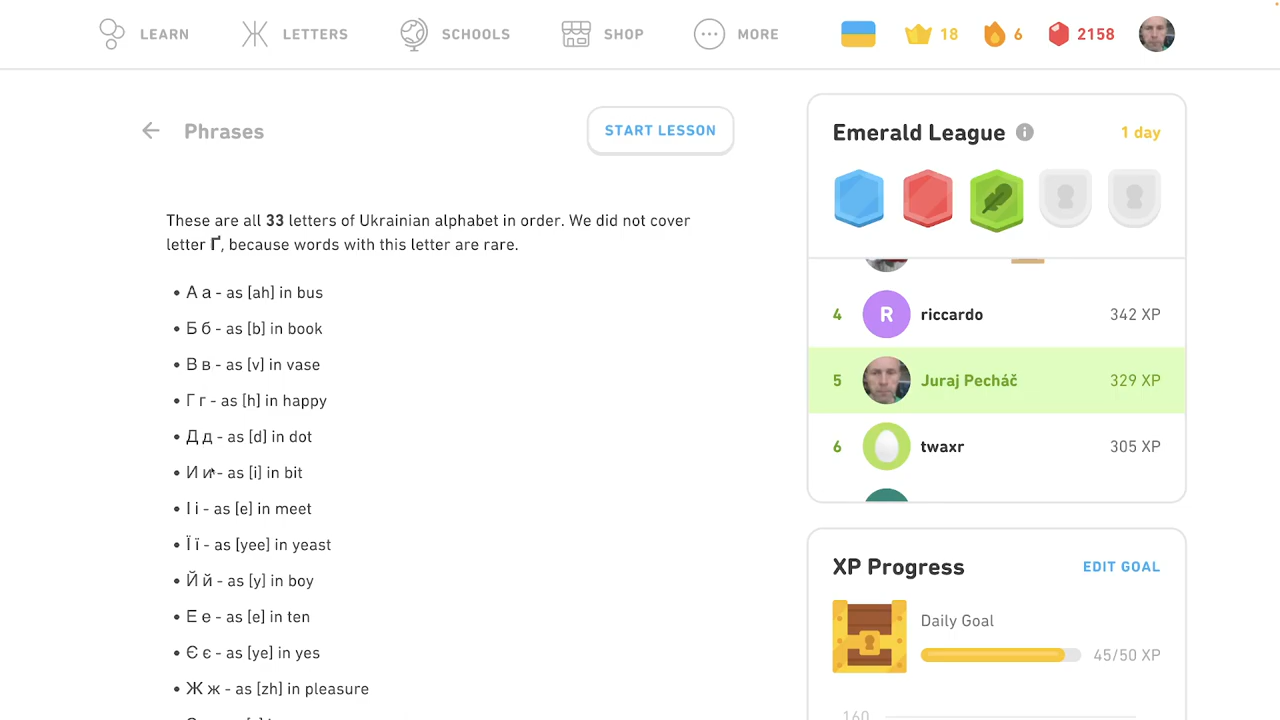 LEARN
LETTERS
SCHOOLS
SHOP
MORE
18
6
2158
Phrases
START LESSON
These are all 33 letters of Ukrainian alphabet in order. We did not cover
letter Ґ, because words with this letter are rare.
• А а - as [ah] in bus
• Б б - as [b] in book
• В в - as [v] in vase
• Г г - as [h] in happy
• Д д - as [d] in dot
• И и - as [i] in bit
• І і - as [e] in meet
• Ї ї - as [yee] in yeast
• Й й - as [y] in boy
• Е е - as [e] in ten
• Є є - as [ye] in yes
• Ж ж - as [zh] in pleasure
Emerald League
1 day
4 R riccardo 342 XP
5 Juraj Pecháč 329 XP
6 twaxr 305 XP
XP Progress
EDIT GOAL
Daily Goal
45/50 XP
160